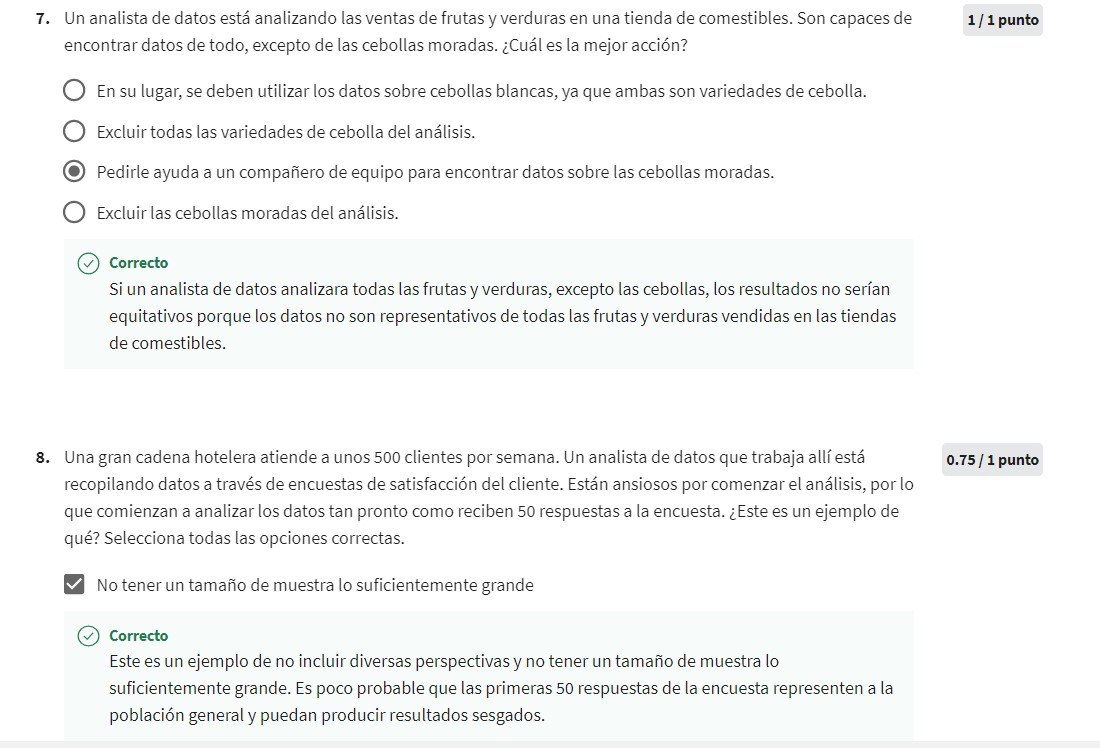 7. Un analista de datos está analizando las ventas de frutas y verduras en una tienda de comestibles. Son capaces de
1 / 1 punto
encontrar datos de todo, excepto de las cebollas moradas. ¿Cuál es la mejor acción?
En su lugar, se deben utilizar los datos sobre cebollas blancas, ya que ambas son variedades de cebolla.
Excluir todas las variedades de cebolla del análisis.
Pedirle ayuda a un compañero de equipo para encontrar datos sobre las cebollas moradas.
Excluir las cebollas moradas del análisis.
Correcto
Si un analista de datos analizara todas las frutas y verduras, excepto las cebollas, los resultados no serían
equitativos porque los datos no son representativos de todas las frutas y verduras vendidas en las tiendas
de comestibles.
8. Una gran cadena hotelera atiende a unos 500 clientes por semana. Un analista de datos que trabaja allí está
0.75 / 1 punto
recopilando datos a través de encuestas de satisfacción del cliente. Están ansiosos por comenzar el análisis, por lo
que comienzan a analizar los datos tan pronto como reciben 50 respuestas a la encuesta. ¿Este es un ejemplo de
qué? Selecciona todas las opciones correctas.
No tener un tamaño de muestra lo suficientemente grande
Correcto
Este es un ejemplo de no incluir diversas perspectivas y no tener un tamaño de muestra lo
suficientemente grande. Es poco probable que las primeras 50 respuestas de la encuesta representen a la
población general y puedan producir resultados sesgados.